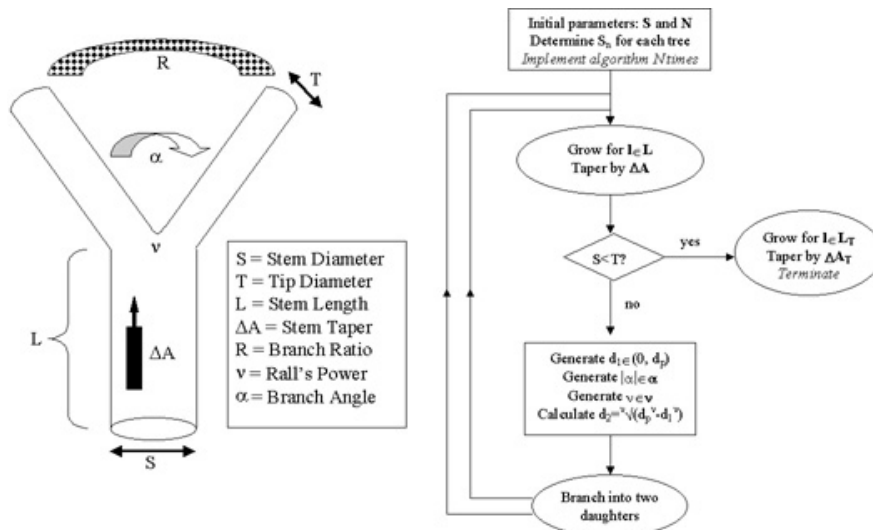 R
T
α
ν
L
ΔA
S
S = Stem Diameter
T = Tip Diameter
L = Stem Length
ΔA = Stem Taper
R = Branch Ratio
ν = Rall's Power
α = Branch Angle
Initial parameters: S and N
Determine Sₙ for each tree
Implement algorithm Ntimes
Grow for l∈L
Taper by ΔA
S<T?
yes
Grow for l∈L_T
Taper by ΔA_T
Terminate
no
Generate d₁∈(0, dₚ)
Generate |α|∈α
Generate ν∈ν
Calculate d₂=ᵛ√(dₚᵛ-d₁ᵛ)
Branch into two
daughters